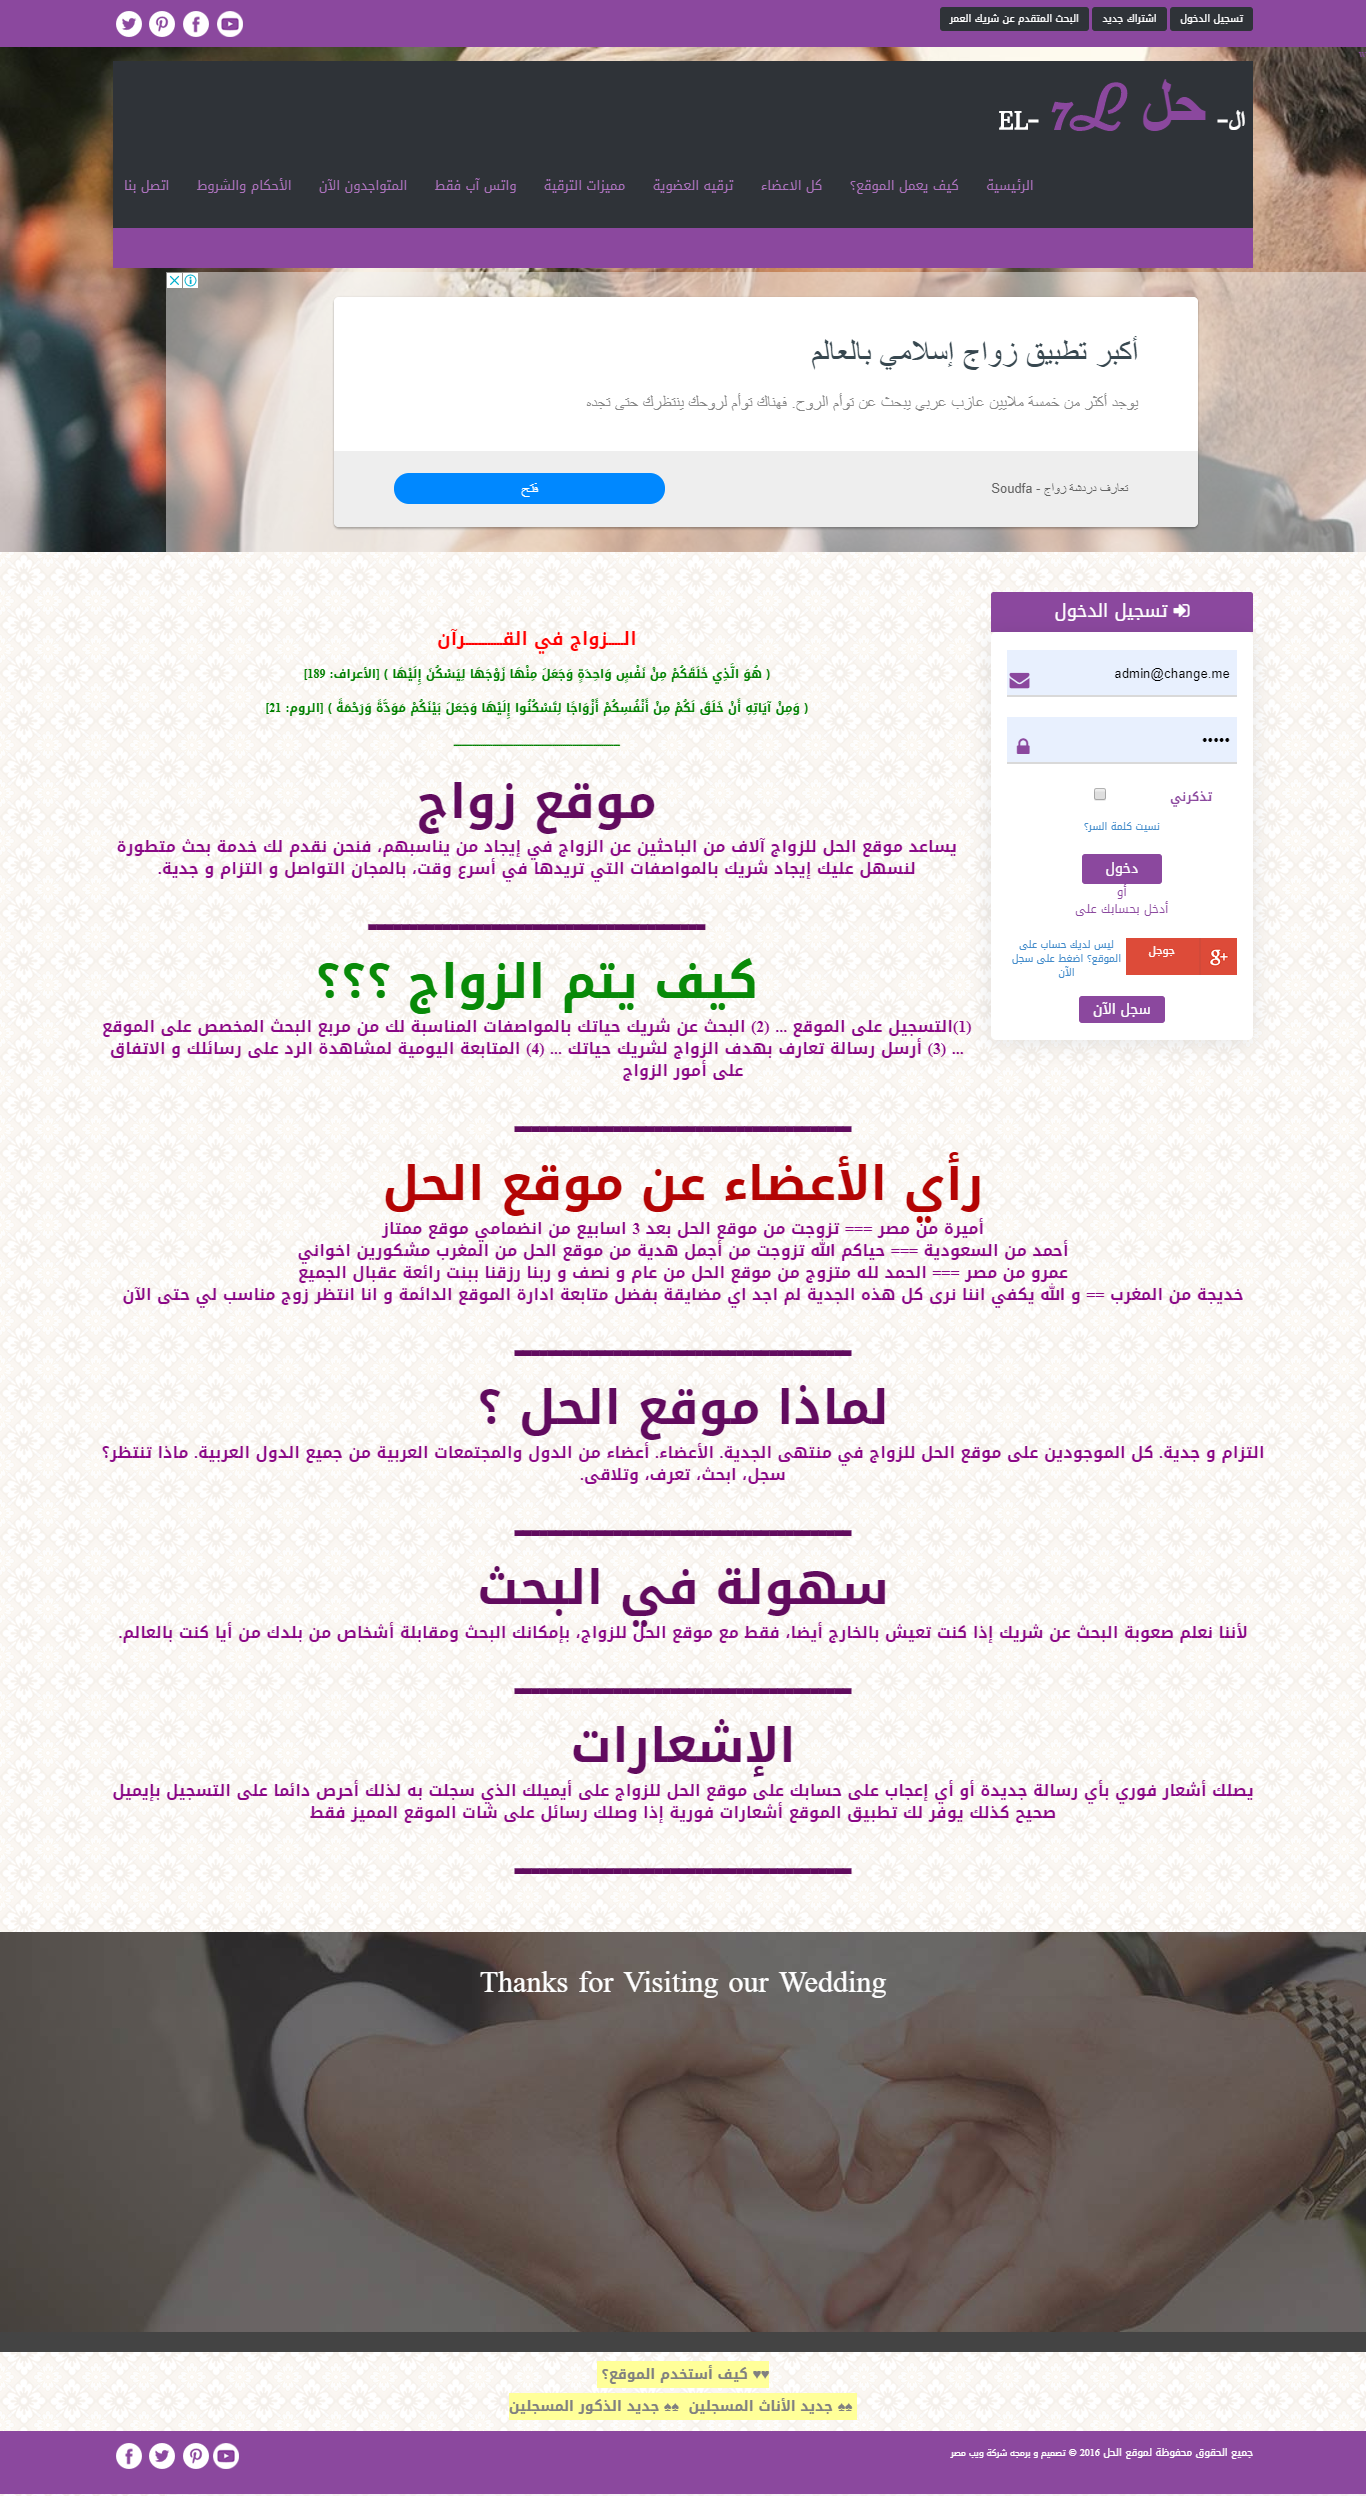 تسجيل الدخول
اشتراك جديد
البحث المتقدم عن شريك العمر
ال- حل 7L -EL
الرئيسية
كيف يعمل الموقع؟
كل الاعضاء
ترقيه العضوية
مميزات الترقية
واتس آب فقط
المتواجدون الآن
الأحكام والشروط
اتصل بنا
أكبر تطبيق زواج إسلامي بالعالم
يوجد أكثر من خمسة ملايين عازب عربي يبحث عن توأم الروح. فهناك توأم لروحك ينتظرك حتى تجده
تعارف دردشة زواج - Soudfa
فتح
تسجيل الدخول
admin@change.me
•••••
تذكرني
نسيت كلمة السر؟
دخول
أو
أدخل بحسابك على
جوجل
ليس لديك حساب على
الموقع؟ اضغط على سجل
الآن
سجل الآن
الـــــزواج في القـــــــــرآن
( هُوَ الَّذِي خَلَقَكُمْ مِنْ نَفْسٍ وَاحِدَةٍ وَجَعَلَ مِنْهَا زَوْجَهَا لِيَسْكُنَ إِلَيْهَا ) [الأعراف: 189]
( وَمِنْ آيَاتِهِ أَنْ خَلَقَ لَكُمْ مِنْ أَنْفُسِكُمْ أَزْوَاجًا لِتَسْكُنُوا إِلَيْهَا وَجَعَلَ بَيْنَكُمْ مَوَدَّةً وَرَحْمَةً ) [الروم: 21]
موقع زواج
يساعد موقع الحل للزواج آلاف من الباحثين عن الزواج في إيجاد من يناسبهم، فنحن نقدم لك خدمة بحث متطورة
لنسهل عليك إيجاد شريك بالمواصفات التي تريدها في أسرع وقت، بالمجان التواصل و التزام و جدية.
كيف يتم الزواج ؟؟؟
(1)التسجيل على الموقع ... (2) البحث عن شريك حياتك بالمواصفات المناسبة لك من مربع البحث المخصص على الموقع
... (3) أرسل رسالة تعارف بهدف الزواج لشريك حياتك ... (4) المتابعة اليومية لمشاهدة الرد على رسائلك و الاتفاق
على أمور الزواج
رأي الأعضاء عن موقع الحل
أميرة من مصر === تزوجت من موقع الحل بعد 3 اسابيع من انضمامي موقع ممتاز
أحمد من السعودية === حياكم الله تزوجت من أجمل هدية من موقع الحل من المغرب مشكورين اخواني
عمرو من مصر === الحمد لله متزوج من موقع الحل من عام و نصف و ربنا رزقنا ببنت رائعة عقبال الجميع
خديجة من المغرب == و الله يكفي اننا نرى كل هذه الجدية لم اجد اي مضايقة بفضل متابعة ادارة الموقع الدائمة و انا انتظر زوج مناسب لي حتى الآن
لماذا موقع الحل ؟
التزام و جدية. كل الموجودين على موقع الحل للزواج في منتهى الجدية. الأعضاء. أعضاء من الدول والمجتمعات العربية من جميع الدول العربية. ماذا تنتظر؟
سجل، ابحث، تعرف، وتلاقى.
سهولة في البحث
لأننا نعلم صعوبة البحث عن شريك إذا كنت تعيش بالخارج أيضا، فقط مع موقع الحل للزواج، بإمكانك البحث ومقابلة أشخاص من بلدك من أيا كنت بالعالم.
الإشعارات
يصلك أشعار فوري بأي رسالة جديدة أو أي إعجاب على حسابك على موقع الحل للزواج على أيميلك الذي سجلت به لذلك أحرص دائما على التسجيل بإيميل
صحيح كذلك يوفر لك تطبيق الموقع أشعارات فورية إذا وصلك رسائل على شات الموقع المميز فقط
Thanks for Visiting our Wedding
♥♥ كيف أستخدم الموقع؟
♠♠ جديد الأناث المسجلين ♠♠ جديد الذكور المسجلين
جميع الحقوق محفوظة لموقع الحل 2016 © تصميم و برمجه شركة ويب مصر